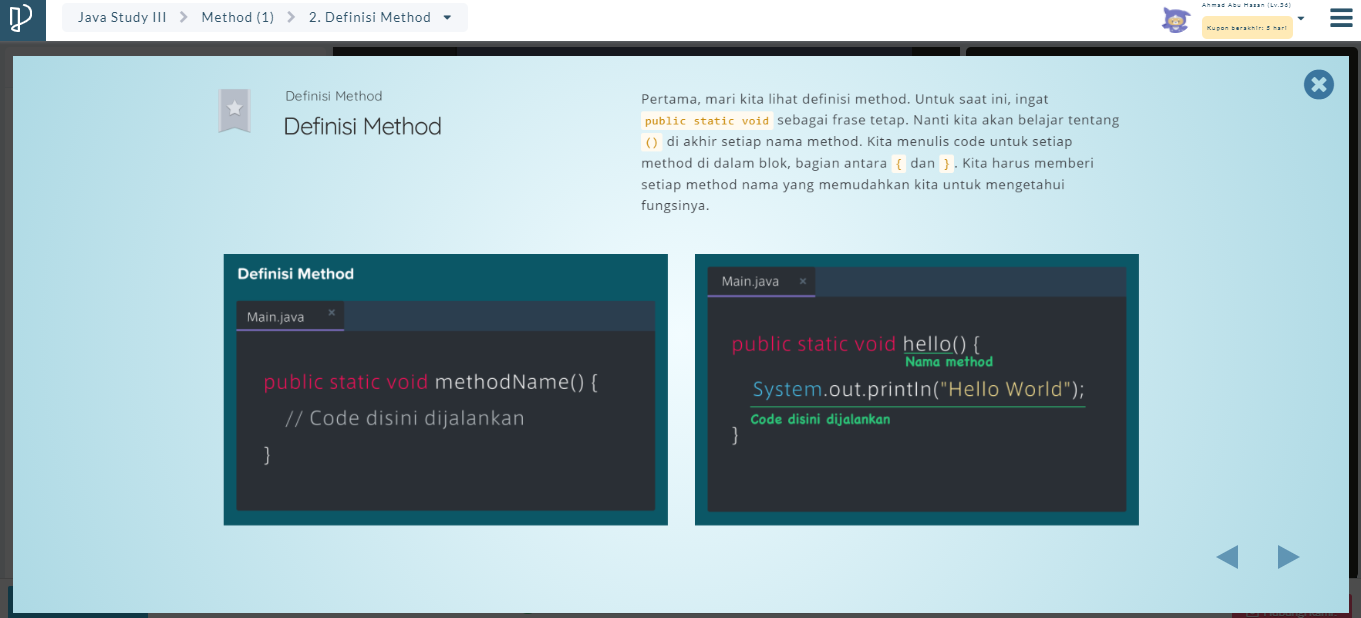 Java Study III
Method (1)
2. Definisi Method
Ahmad Abu Hasan (Lv.36)
Kupon berakhir: 5 hari
Definisi Method
Definisi Method
Pertama, mari kita lihat definisi method. Untuk saat ini, ingat
public static void sebagai frase tetap. Nanti kita akan belajar tentang
() di akhir setiap nama method. Kita menulis code untuk setiap
method di dalam blok, bagian antara { dan }. Kita harus memberi
setiap method nama yang memudahkan kita untuk mengetahui
fungsinya.
Definisi Method
Main.java ×
public static void methodName() {
// Code disini dijalankan
}
Main.java ×
public static void hello() {
Nama method
System.out.println("Hello World");
Code disini dijalankan
}